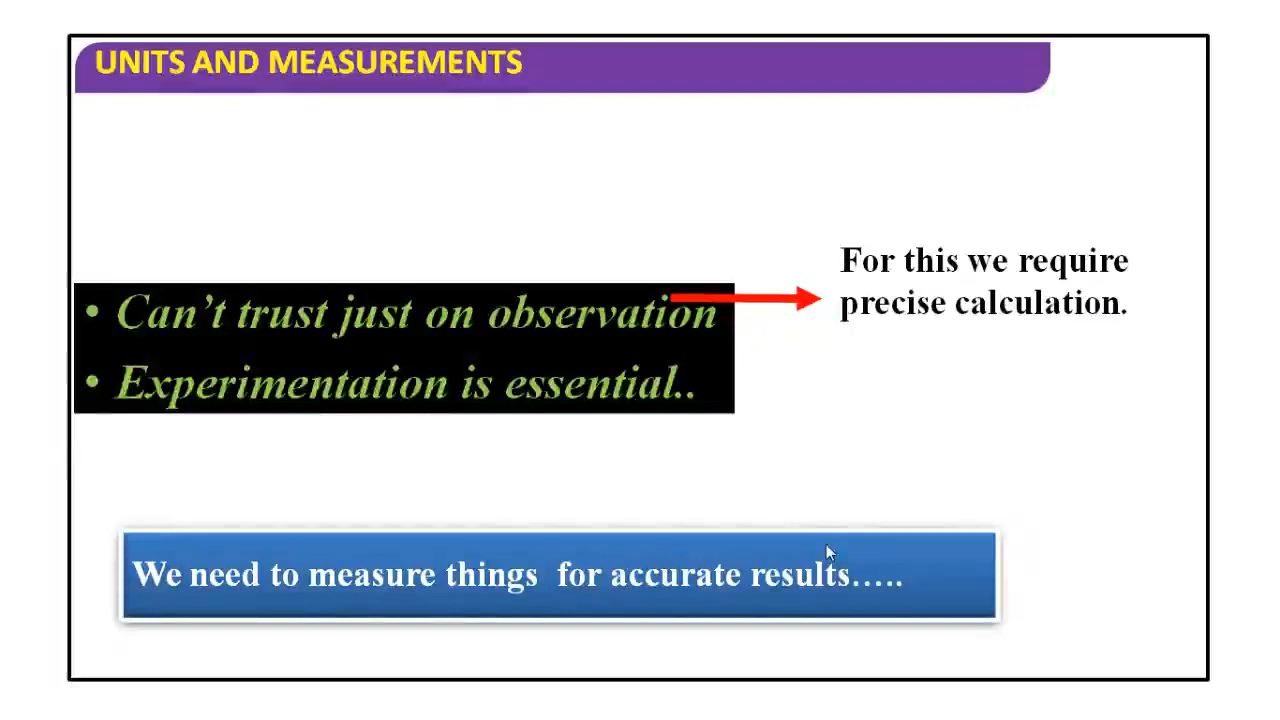 UNITS AND MEASUREMENTS
• Can’t trust just on observation
• Experimentation is essential..
For this we require
precise calculation.
We need to measure things  for accurate results…..